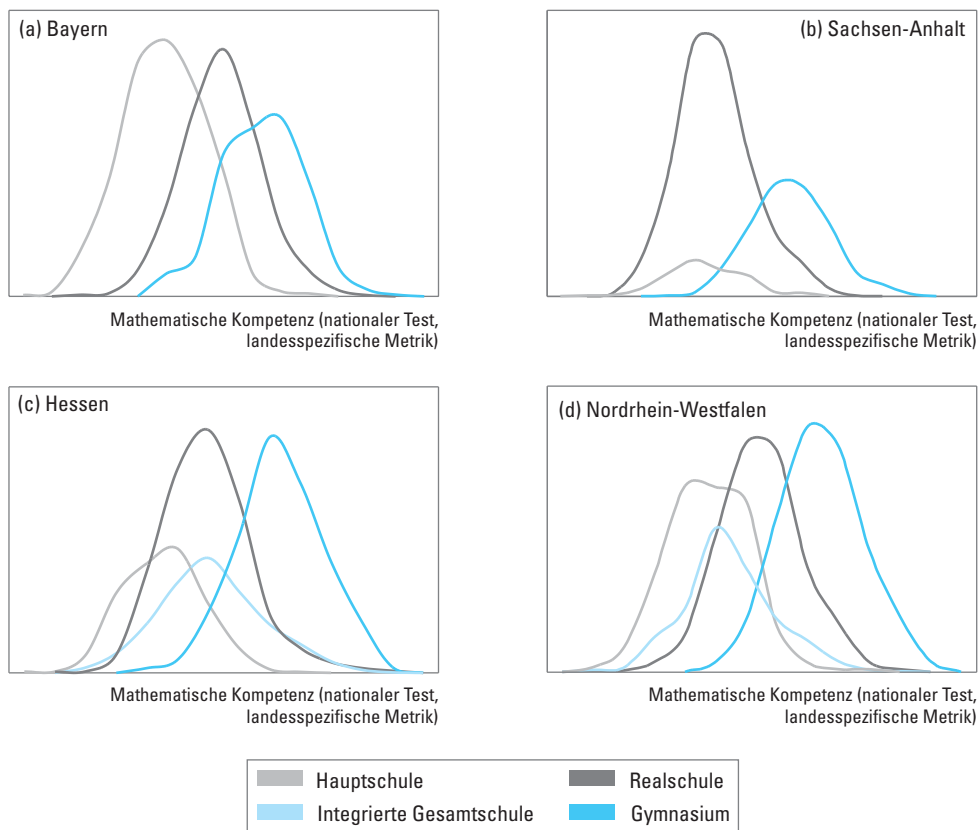 (a) Bayern
(b) Sachsen-Anhalt
Mathematische Kompetenz (nationaler Test,
landesspezifische Metrik)
Mathematische Kompetenz (nationaler Test,
landesspezifische Metrik)
(c) Hessen
(d) Nordrhein-Westfalen
Mathematische Kompetenz (nationaler Test,
landesspezifische Metrik)
Mathematische Kompetenz (nationaler Test,
landesspezifische Metrik)
Hauptschule
Realschule
Integrierte Gesamtschule
Gymnasium